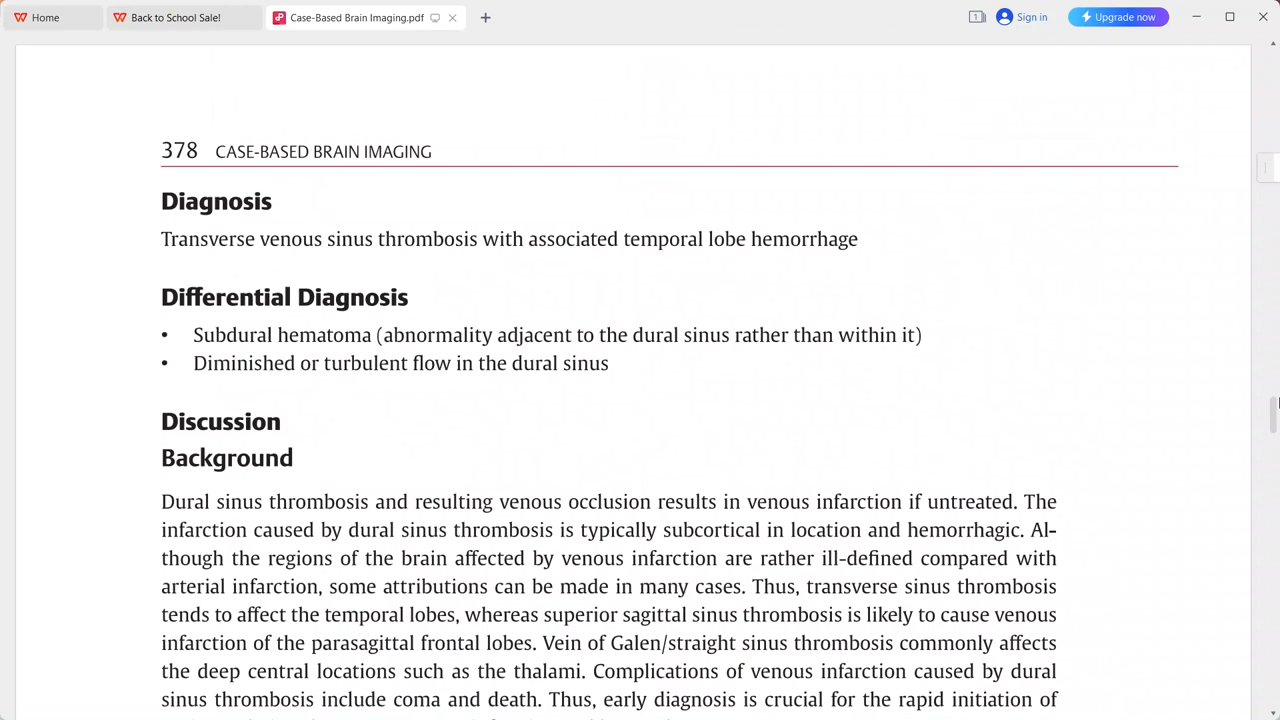 Home
Back to School Sale!
Case-Based Brain Imaging.pdf
1
Sign in
Upgrade now
378 CASE-BASED BRAIN IMAGING
Diagnosis
Transverse venous sinus thrombosis with associated temporal lobe hemorrhage
Differential Diagnosis
• Subdural hematoma (abnormality adjacent to the dural sinus rather than within it)
• Diminished or turbulent flow in the dural sinus
Discussion
Background
Dural sinus thrombosis and resulting venous occlusion results in venous infarction if untreated. The
infarction caused by dural sinus thrombosis is typically subcortical in location and hemorrhagic. Al-
though the regions of the brain affected by venous infarction are rather ill-defined compared with
arterial infarction, some attributions can be made in many cases. Thus, transverse sinus thrombosis
tends to affect the temporal lobes, whereas superior sagittal sinus thrombosis is likely to cause venous
infarction of the parasagittal frontal lobes. Vein of Galen/straight sinus thrombosis commonly affects
the deep central locations such as the thalami. Complications of venous infarction caused by dural
sinus thrombosis include coma and death. Thus, early diagnosis is crucial for the rapid initiation of